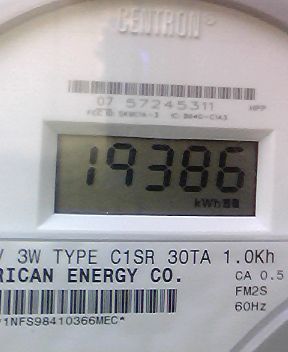 CENTRON®
07 57245311
19386
kWh
V 3W TYPE C1SR 30TA 1.0Kh
RICAN ENERGY CO.
CA 0.5
FM2S
60Hz
*1NFS98410366MEC*